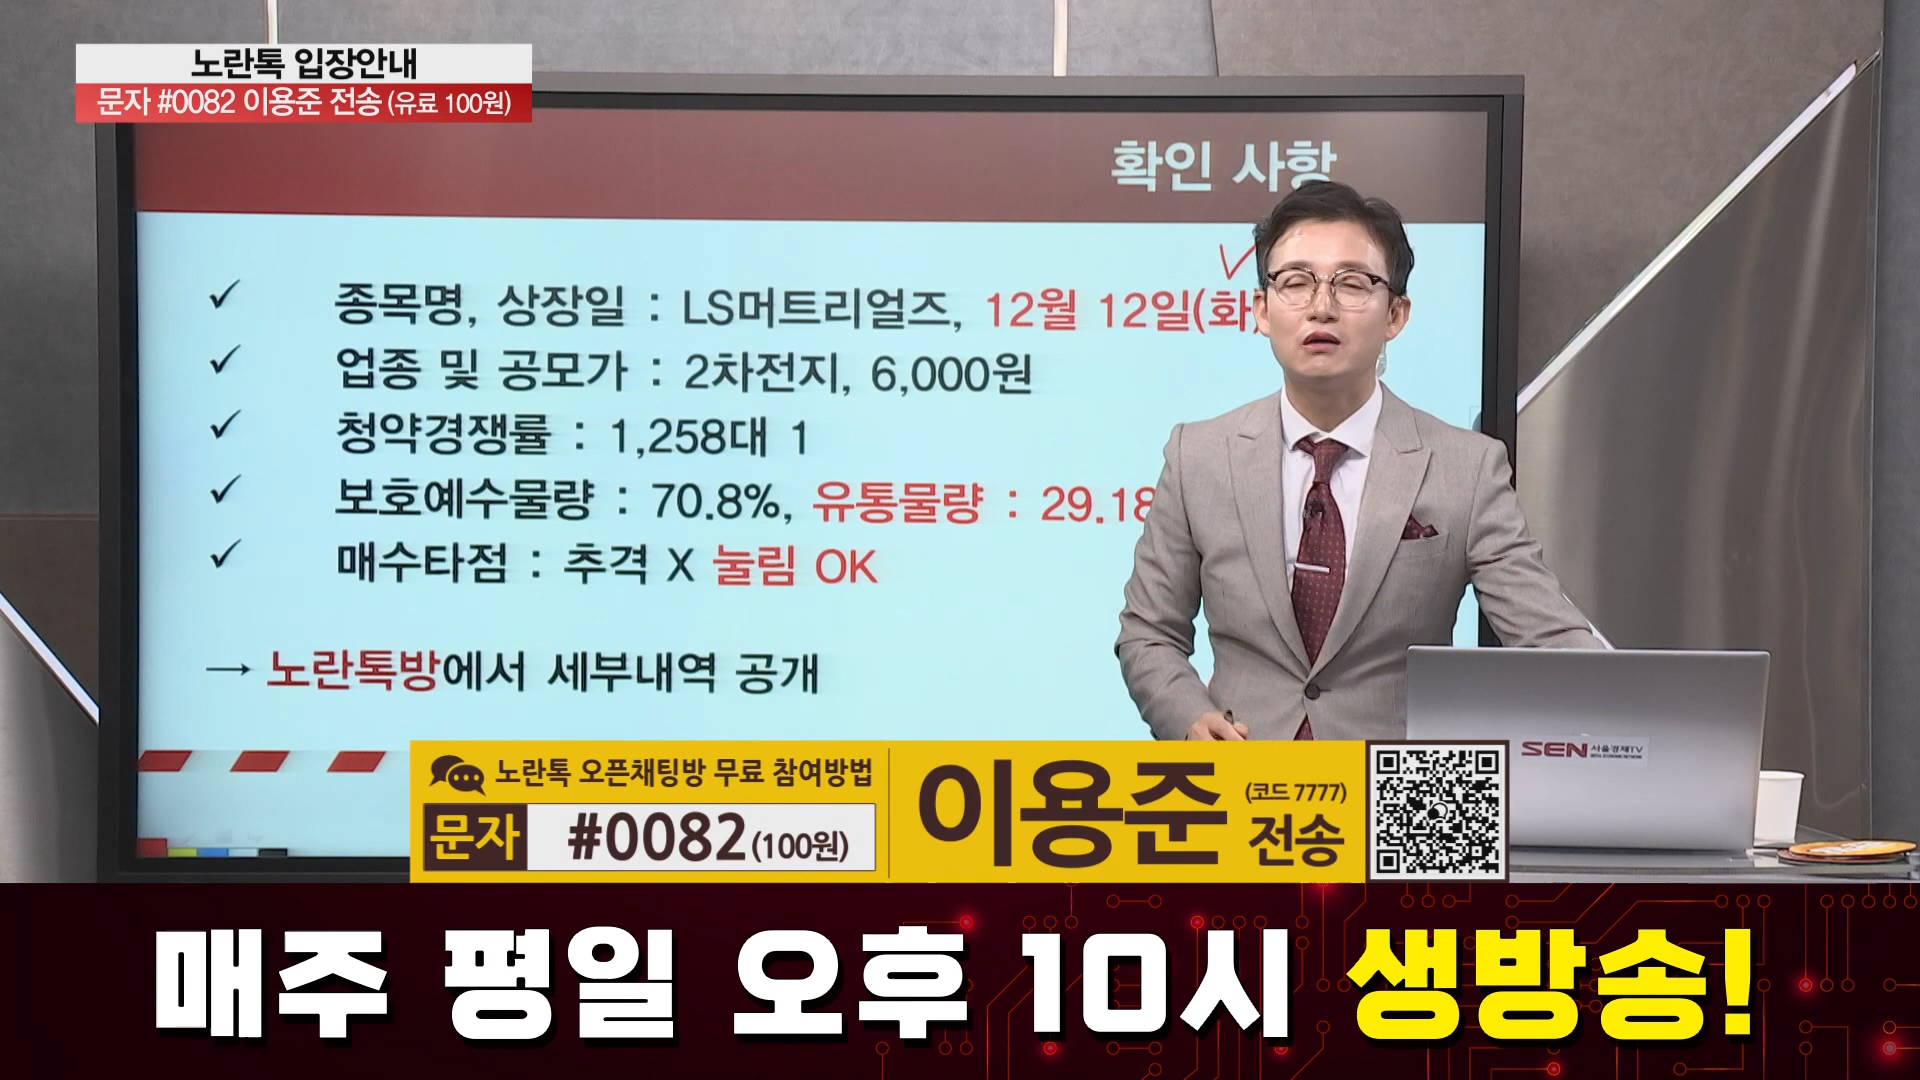 노란톡 입장안내
문자 #0082 이용준 전송 (유료 100원)
확인 사항
✓ 종목명, 상장일 : LS머트리얼즈, 12월 12일(화)
✓ 업종 및 공모가 : 2차전지, 6,000원
✓ 청약경쟁률 : 1,258대 1
✓ 보호예수물량 : 70.8%, 유통물량 : 29.18
✓ 매수타점 : 추격 X 눌림 OK
→ 노란톡방에서 세부내역 공개
노란톡 오픈채팅방 무료 참여방법
문자 #0082 (100원)
이용준 (코드 7777) 전송
SEN 서울경제TV
매주 평일 오후 10시 생방송!